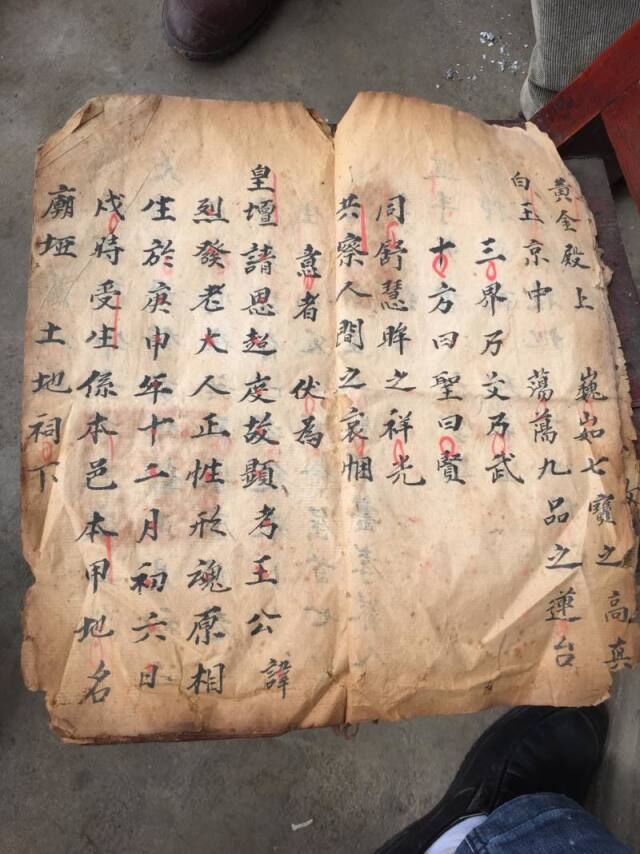 黃金殿上 巍如七寶之高真
白玉京中 蕩蕩九品之蓮台
三界乃文乃武
十方曰聖曰賢
同舒慧眸之祥光
共察人間之哀悃
意者 伏為
皇壇請恩超度故顯考王公諱
烈發老大人正性形魂原相
生於庚申年十二月初六日
戌時受生係本邑本甲地名
廟埡 土地祠下